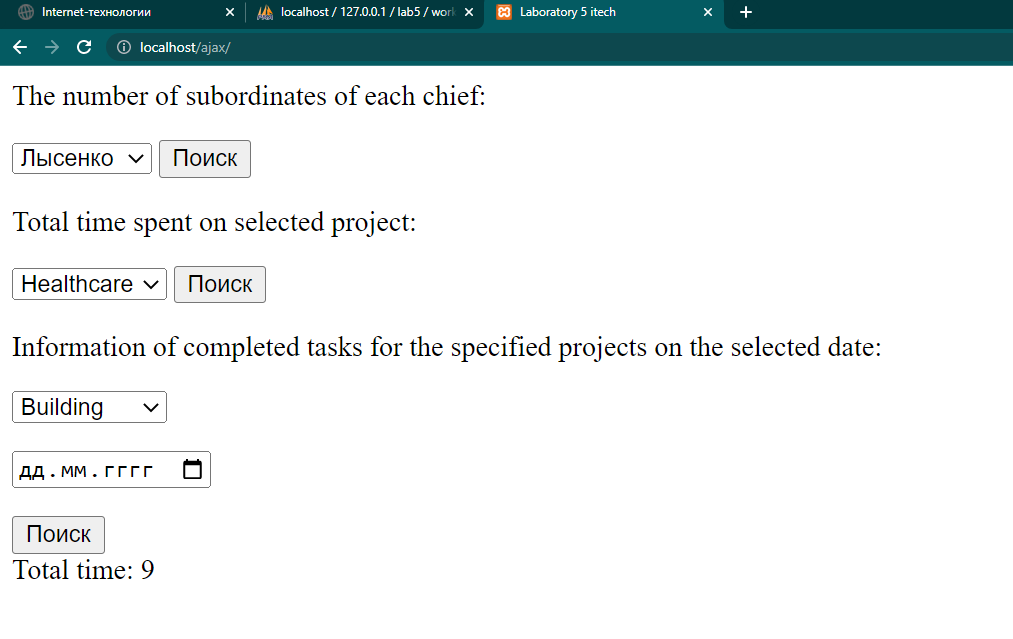 Internet-технологии
localhost / 127.0.0.1 / lab5 / work
Laboratory 5 itech
localhost/ajax/
The number of subordinates of each chief:
Лысенко Поиск
Total time spent on selected project:
Healthcare Поиск
Information of completed tasks for the specified projects on the selected date:
Building
дд.мм.гггг
Поиск
Total time: 9